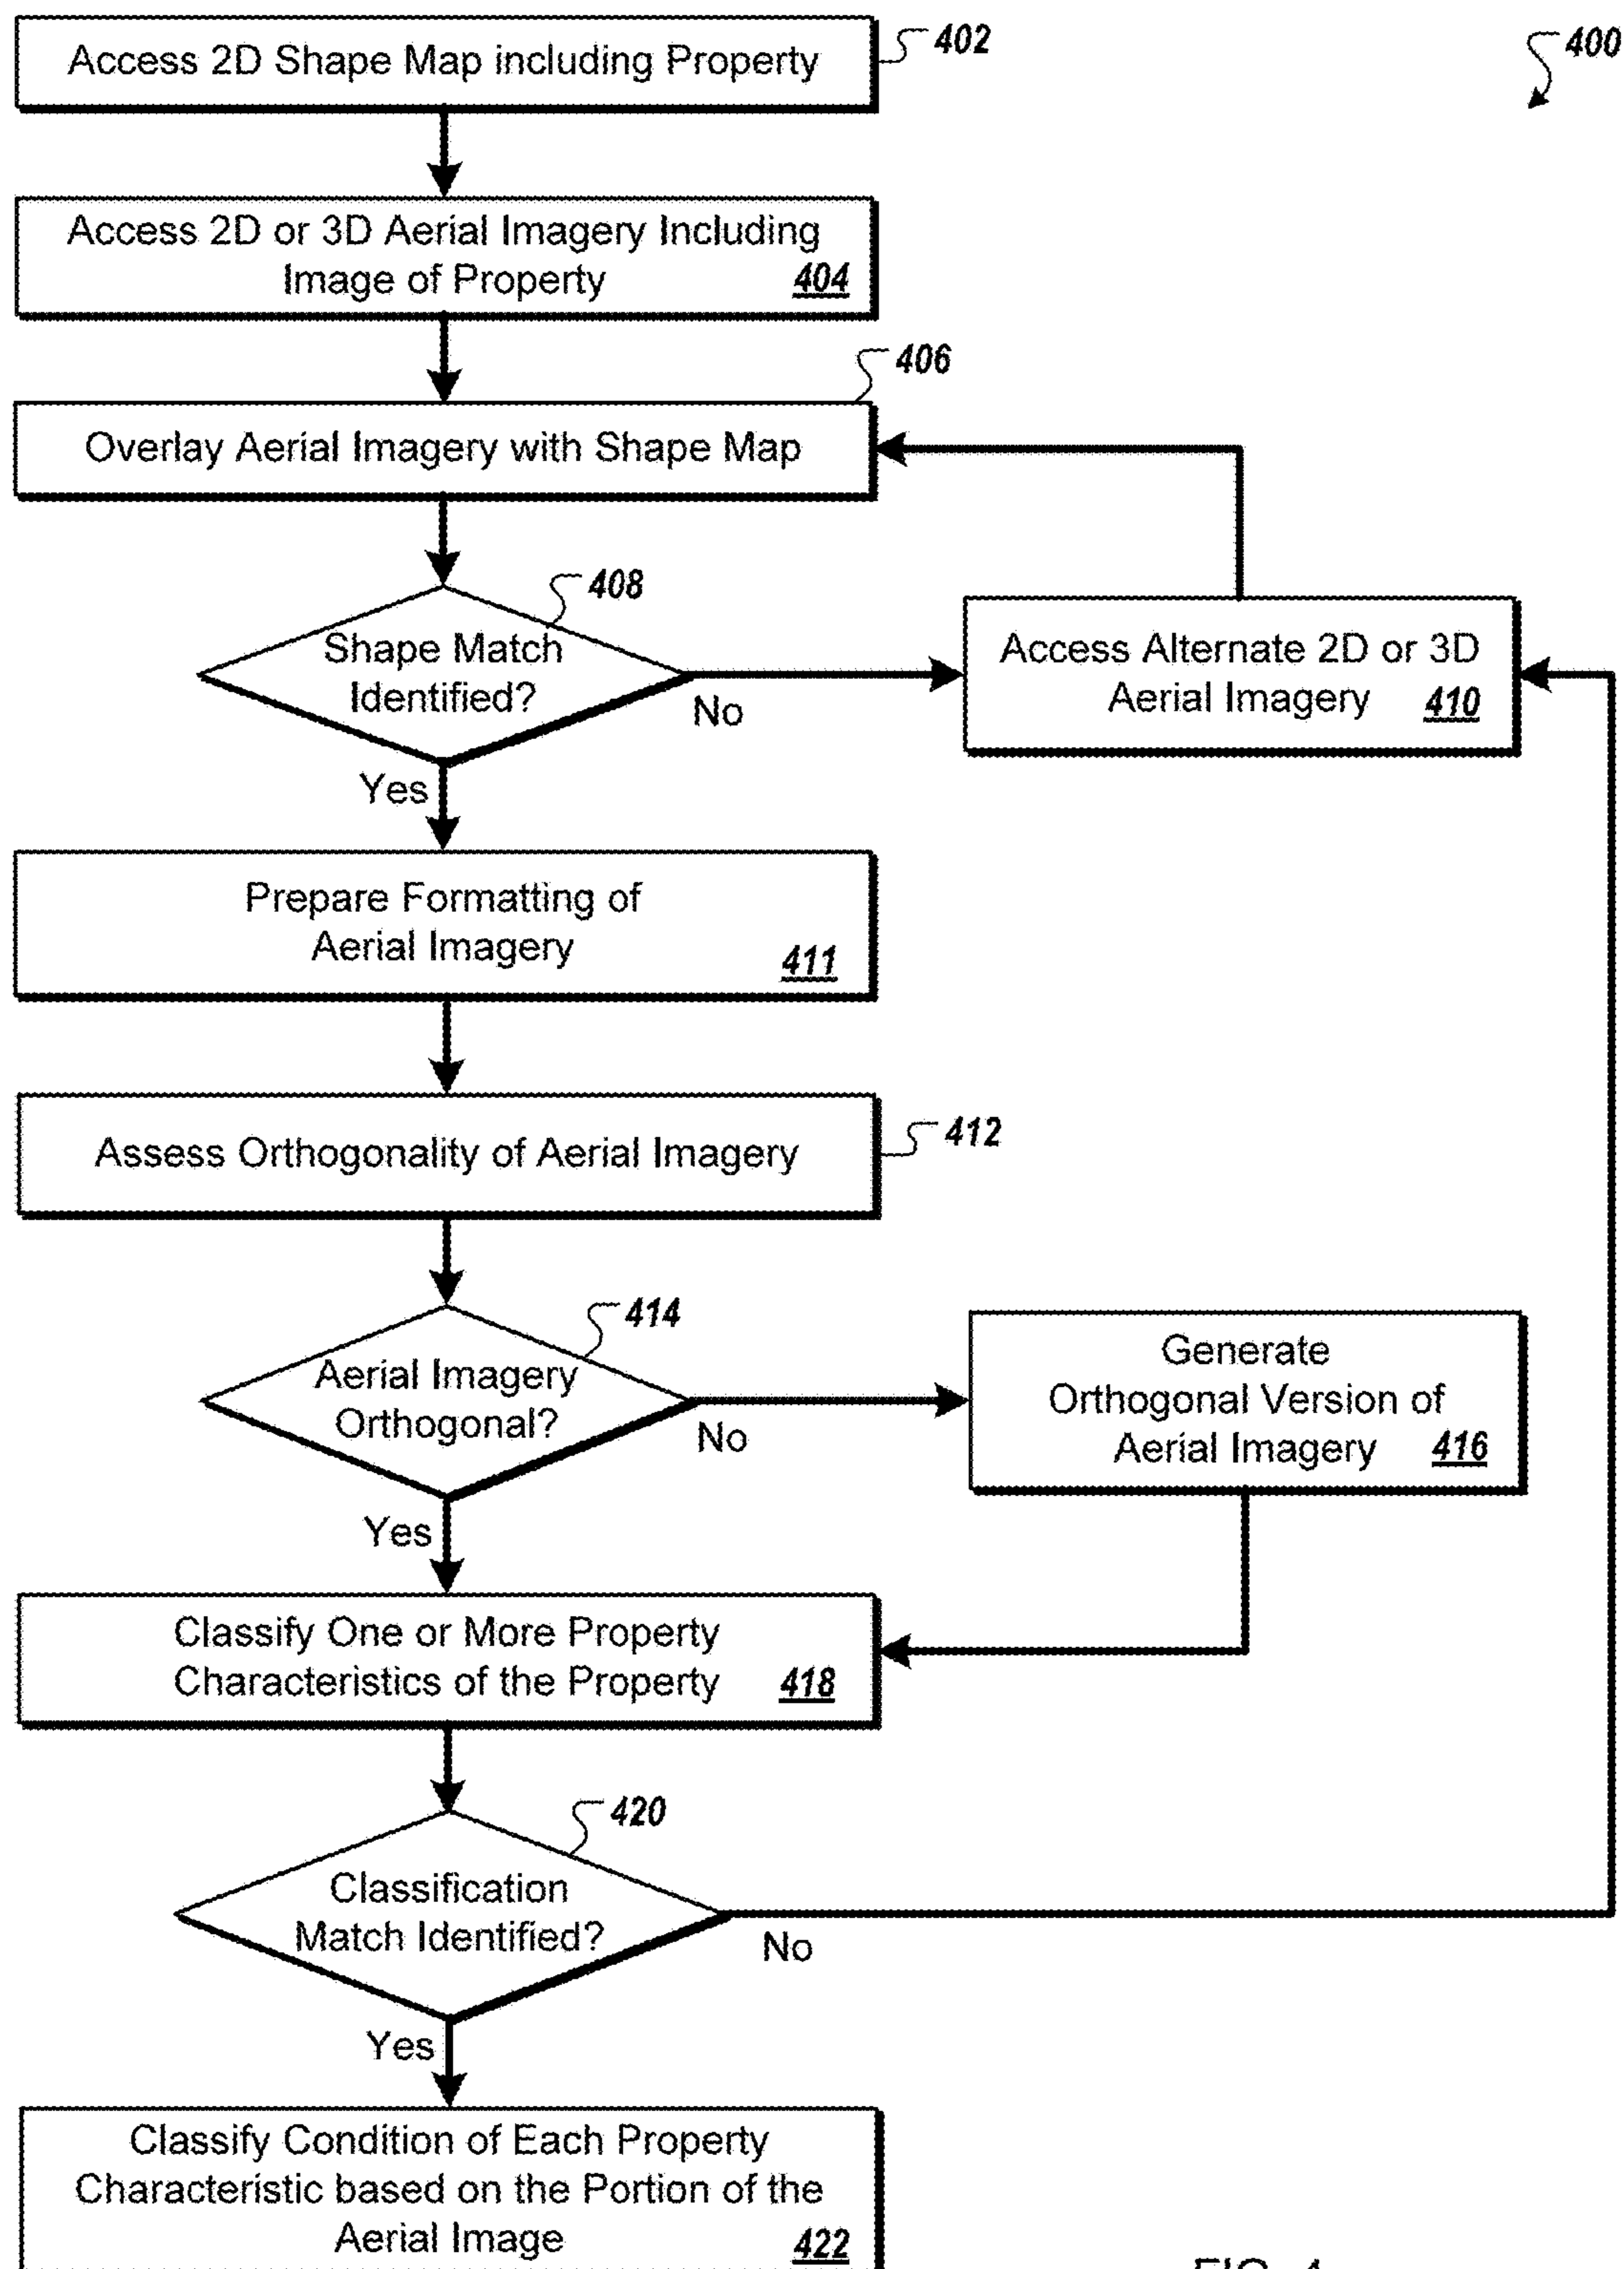 Access 2D Shape Map including Property
402
400
Access 2D or 3D Aerial Imagery Including
Image of Property
404
406
Overlay Aerial Imagery with Shape Map
408
Shape Match
Identified?
No
Access Alternate 2D or 3D
Aerial Imagery
410
Yes
Prepare Formatting of
Aerial Imagery
411
Assess Orthogonality of Aerial Imagery
412
414
Aerial Imagery
Orthogonal?
No
Generate
Orthogonal Version of
Aerial Imagery
416
Yes
Classify One or More Property
Characteristics of the Property
418
420
Classification
Match Identified?
No
Yes
Classify Condition of Each Property
Characteristic based on the Portion of the
Aerial Image
422